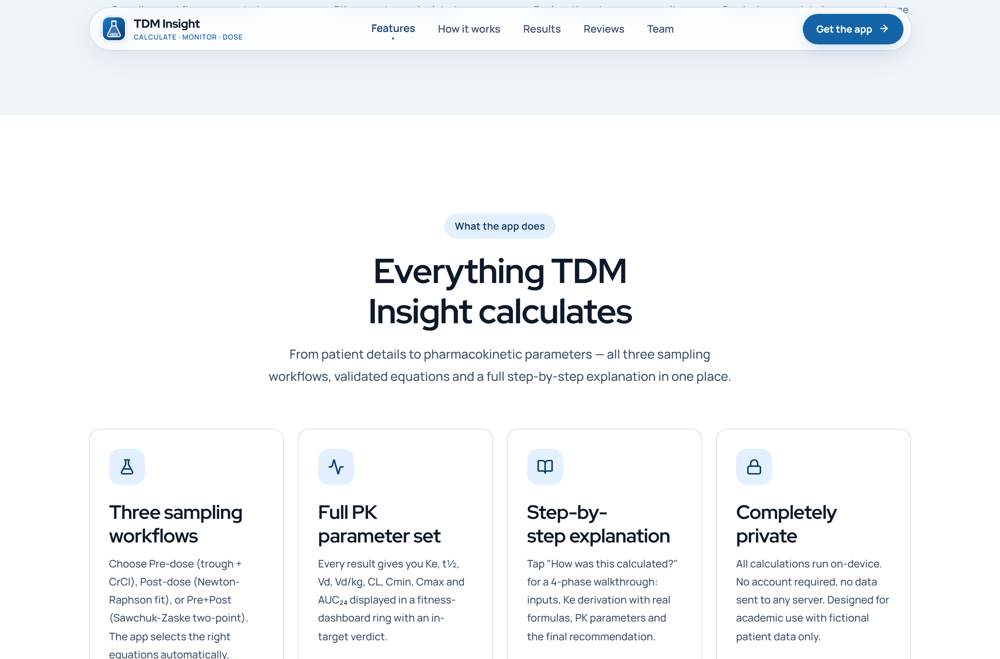 TDM Insight
CALCULATE · MONITOR · DOSE
Features
How it works
Results
Reviews
Team
Get the app
What the app does
Everything TDM
Insight calculates
From patient details to pharmacokinetic parameters — all three sampling
workflows, validated equations and a full step-by-step explanation in one place.
Three sampling
workflows
Choose Pre-dose (trough +
CrCl), Post-dose (Newton-
Raphson fit), or Pre+Post
(Sawchuk-Zaske two-point).
The app selects the right
equations automatically.
Full PK
parameter set
Every result gives you Ke, t½,
Vd, Vd/kg, CL, Cmin, Cmax and
AUC₂₄ displayed in a fitness-
dashboard ring with an in-
target verdict.
Step-by-
step explanation
Tap "How was this calculated?"
for a 4-phase walkthrough:
inputs, Ke derivation with real
formulas, PK parameters and
the final recommendation.
Completely
private
All calculations run on-device.
No account required, no data
sent to any server. Designed for
academic use with fictional
patient data only.